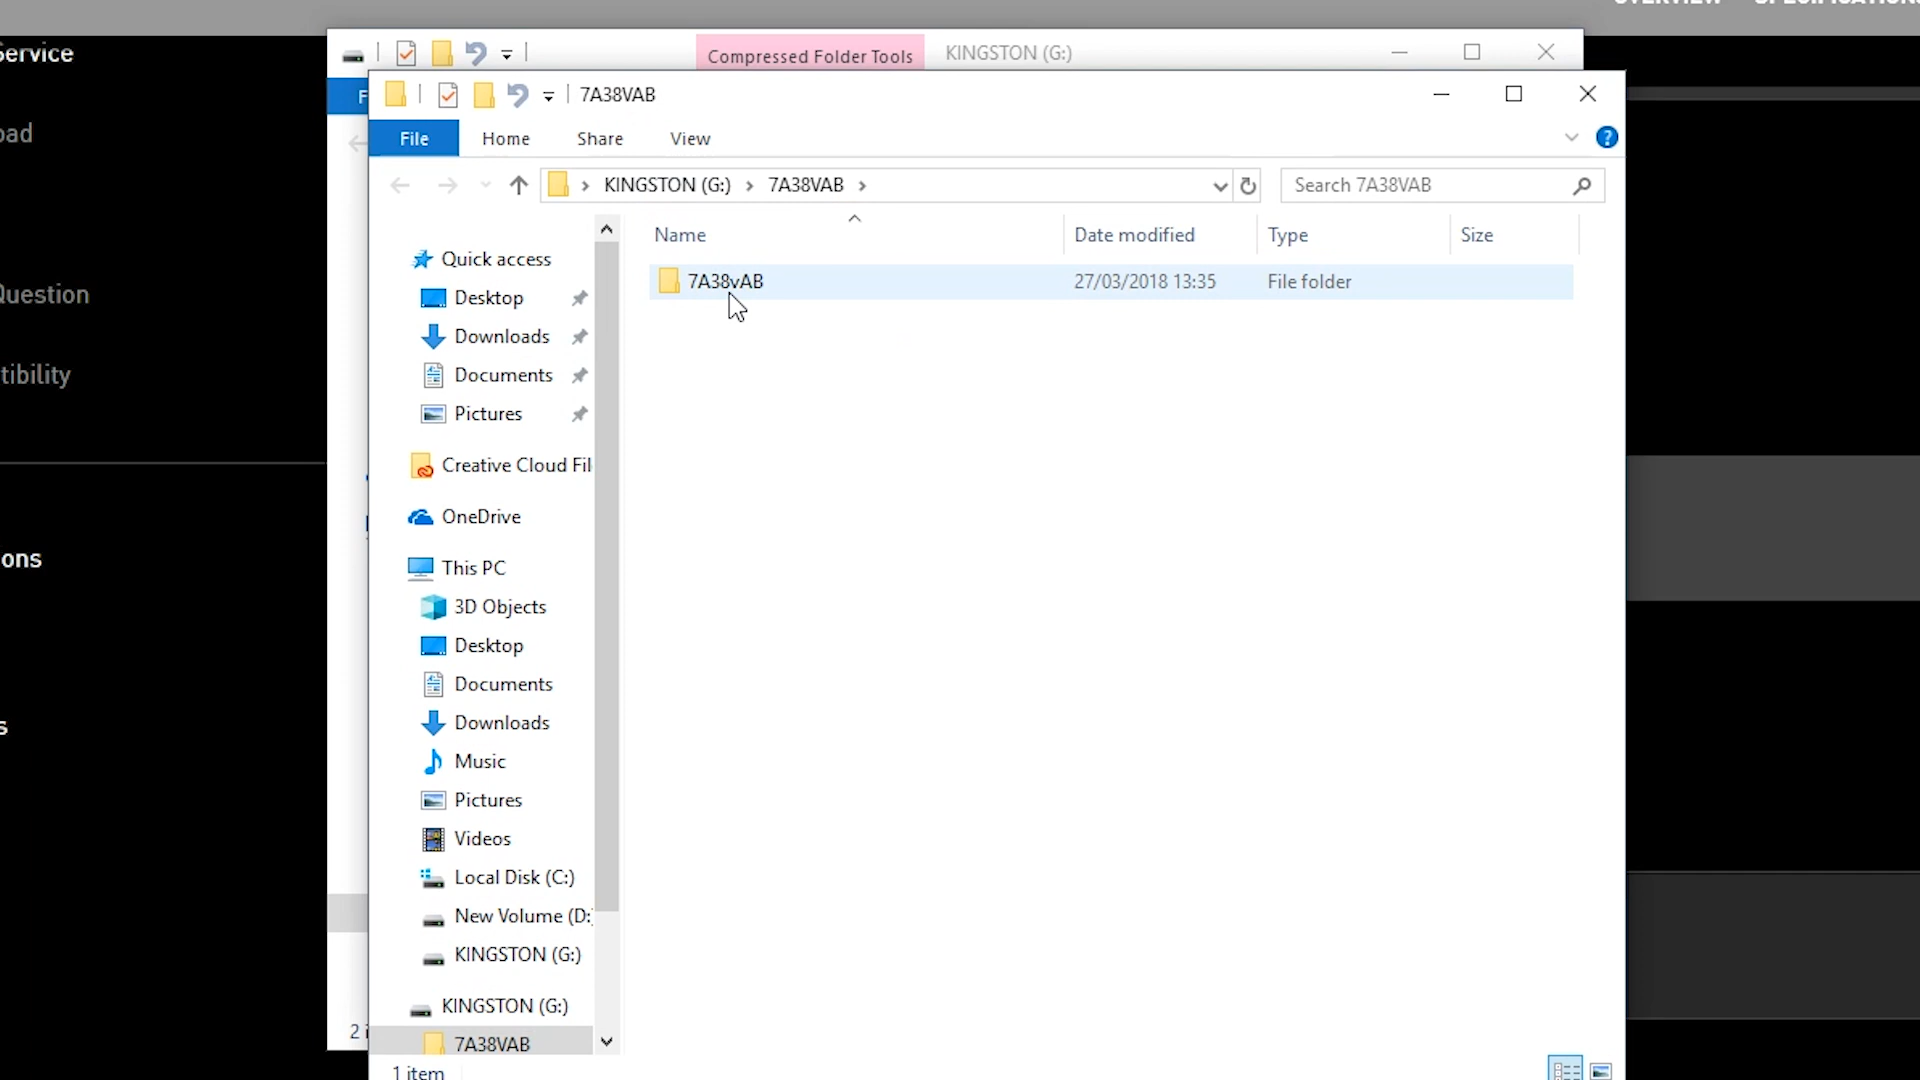 Compressed Folder Tools KINGSTON (G:)
7A38VAB
File Home Share View
KINGSTON (G:) 7A38VAB Search 7A38VAB
Name Date modified Type Size
7A38vAB 27/03/2018 13:35 File folder
Quick access
Desktop
Downloads
Documents
Pictures
Creative Cloud Fil
OneDrive
This PC
3D Objects
Desktop
Documents
Downloads
Music
Pictures
Videos
Local Disk (C:)
New Volume (D:
KINGSTON (G:)
KINGSTON (G:)
7A38VAB
1 item
2 i
F
ervice
oad
Question
tibility
ons
s